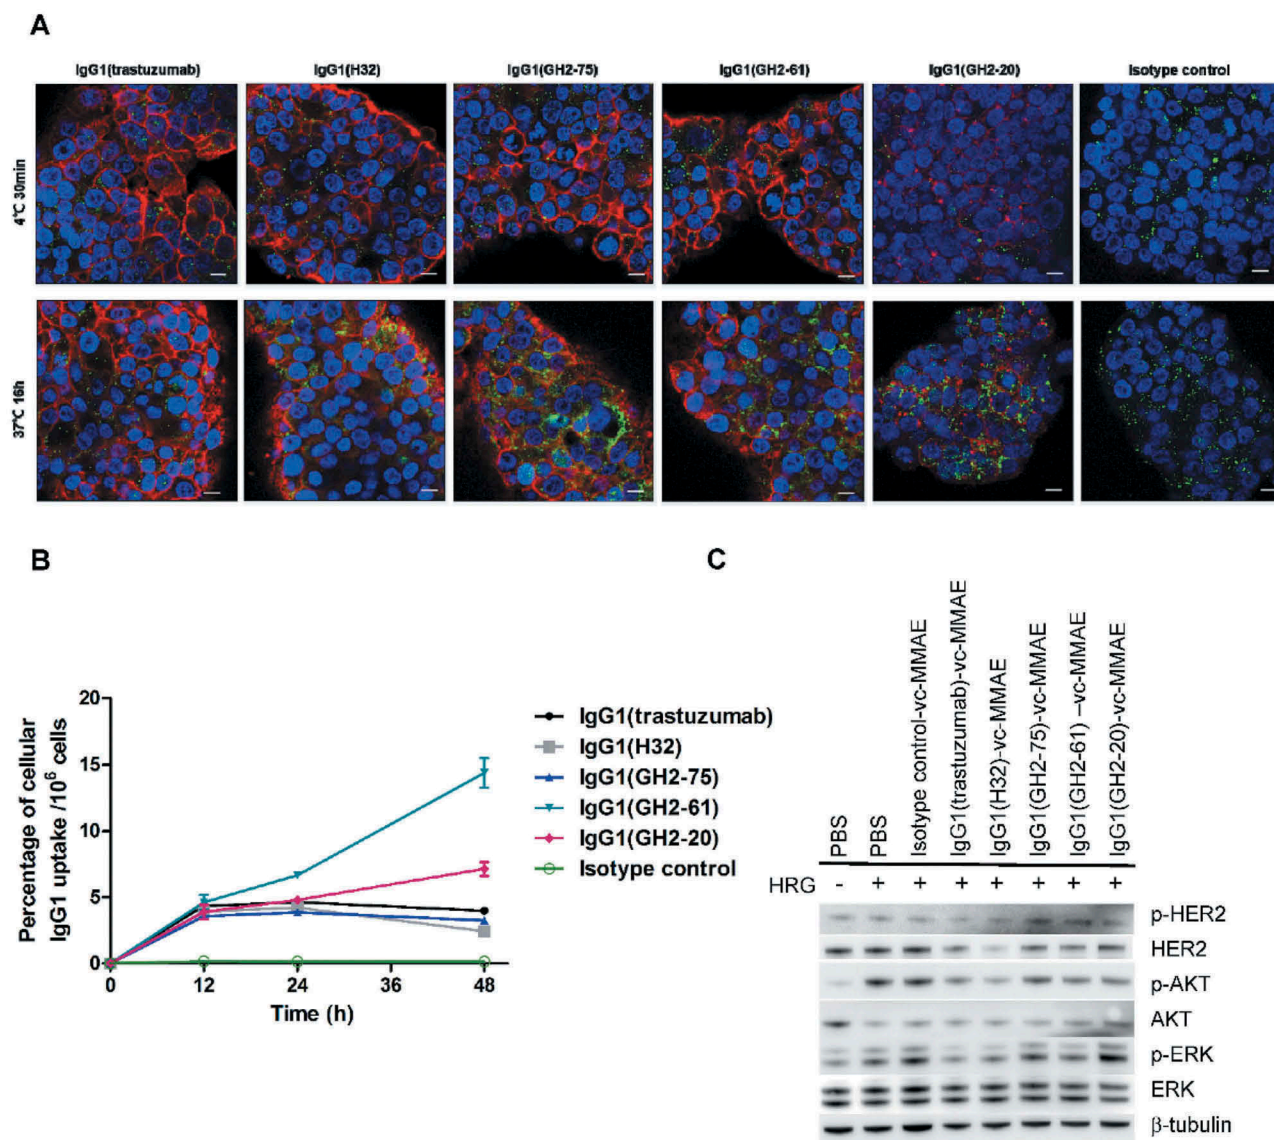 A
IgG1(trastuzumab) IgG1(H32) IgG1(GH2-75) IgG1(GH2-61) IgG1(GH2-20) Isotype control
4℃ 30min
37℃ 16h
B
Percentage of cellular
IgG1 uptake /10⁶ cells
20
15
10
5
0
0 12 24 36 48
Time (h)
IgG1(trastuzumab)
IgG1(H32)
IgG1(GH2-75)
IgG1(GH2-61)
IgG1(GH2-20)
Isotype control
C
PBS
PBS
Isotype control-vc-MMAE
IgG1(trastuzumab)-vc-MMAE
IgG1(H32)-vc-MMAE
IgG1(GH2-75)-vc-MMAE
IgG1(GH2-61) –vc-MMAE
IgG1(GH2-20)-vc-MMAE
HRG - + + + + + + +
p-HER2
HER2
p-AKT
AKT
p-ERK
ERK
β-tubulin